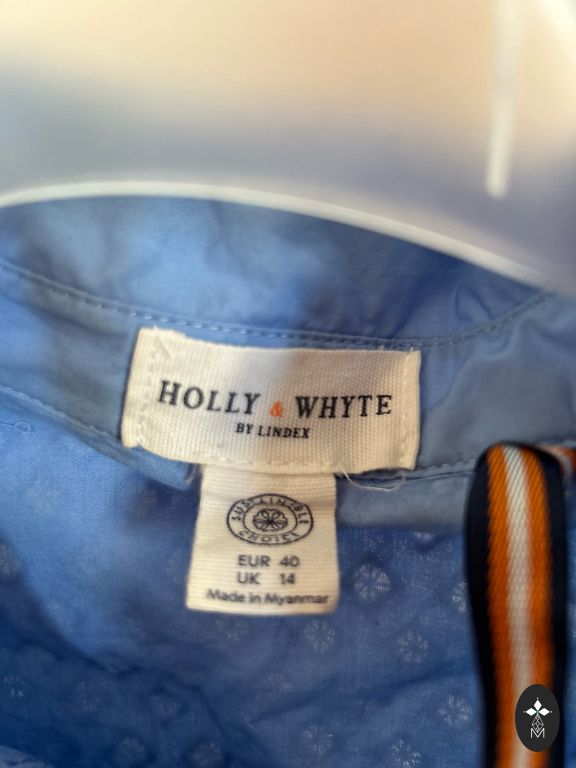 HOLLY & WHYTE
BY LINDEX
SUSTAINABLE
CHOICE
EUR 40
UK 14
Made in Myanmar
M